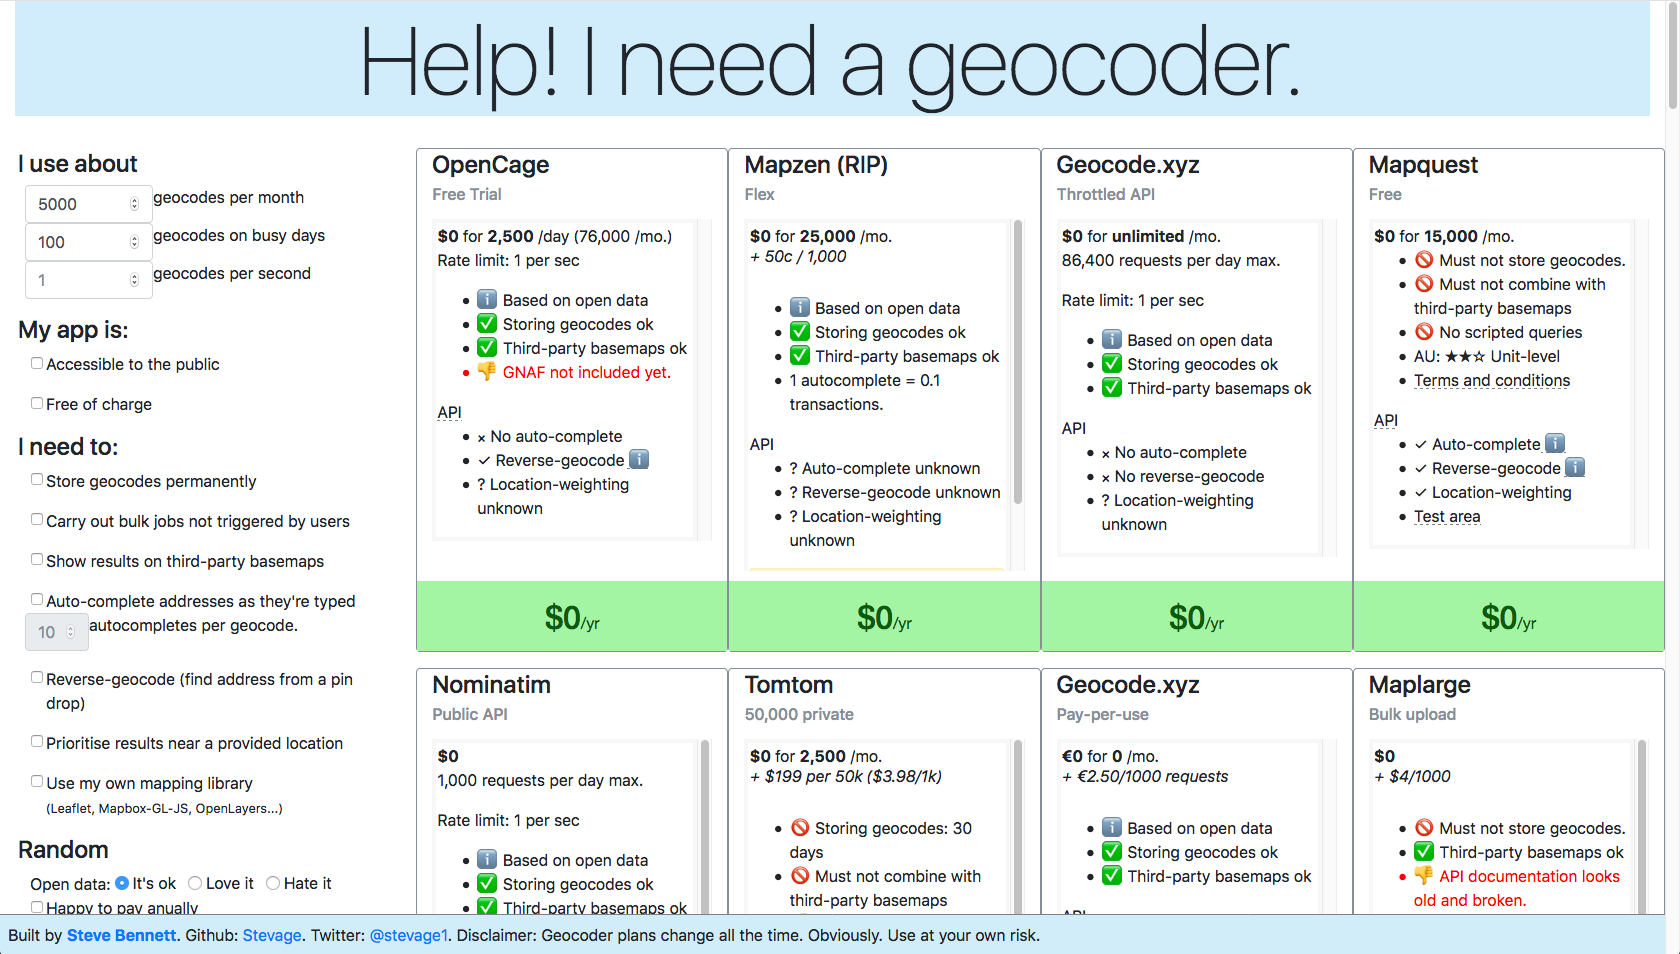 Help! I need a geocoder.
I use about
5000 geocodes per month
100 geocodes on busy days
1 geocodes per second
My app is:
Accessible to the public
Free of charge
I need to:
Store geocodes permanently
Carry out bulk jobs not triggered by users
Show results on third-party basemaps
Auto-complete addresses as they're typed
10 autocompletes per geocode.
Reverse-geocode (find address from a pin
drop)
Prioritise results near a provided location
Use my own mapping library
(Leaflet, Mapbox-GL-JS, OpenLayers...)
Random
Open data: It's ok Love it Hate it
Happy to pay anually
OpenCage
Free Trial
$0 for 2,500 /day (76,000 /mo.)
Rate limit: 1 per sec
Based on open data
Storing geocodes ok
Third-party basemaps ok
GNAF not included yet.
API
× No auto-complete
✓ Reverse-geocode
? Location-weighting
unknown
$0/yr
Mapzen (RIP)
Flex
$0 for 25,000 /mo.
+ 50c / 1,000
Based on open data
Storing geocodes ok
Third-party basemaps ok
1 autocomplete = 0.1
transactions.
API
? Auto-complete unknown
? Reverse-geocode unknown
? Location-weighting
unknown
$0/yr
Geocode.xyz
Throttled API
$0 for unlimited /mo.
86,400 requests per day max.
Rate limit: 1 per sec
Based on open data
Storing geocodes ok
Third-party basemaps ok
API
× No auto-complete
× No reverse-geocode
? Location-weighting
unknown
$0/yr
Mapquest
Free
$0 for 15,000 /mo.
Must not store geocodes.
Must not combine with
third-party basemaps
No scripted queries
AU: ★★☆ Unit-level
Terms and conditions
API
✓ Auto-complete
✓ Reverse-geocode
✓ Location-weighting
Test area
$0/yr
Nominatim
Public API
$0
1,000 requests per day max.
Rate limit: 1 per sec
Based on open data
Storing geocodes ok
Third-party basemaps ok
Tomtom
50,000 private
$0 for 2,500 /mo.
+ $199 per 50k ($3.98/1k)
Storing geocodes: 30
days
Must not combine with
third-party basemaps
Geocode.xyz
Pay-per-use
€0 for 0 /mo.
+ €2.50/1000 requests
Based on open data
Storing geocodes ok
Third-party basemaps ok
API
Maplarge
Bulk upload
$0
+ $4/1000
Must not store geocodes.
Third-party basemaps ok
API documentation looks
old and broken.
Built by Steve Bennett. Github: Stevage. Twitter: @stevage1. Disclaimer: Geocoder plans change all the time. Obviously. Use at your own risk.